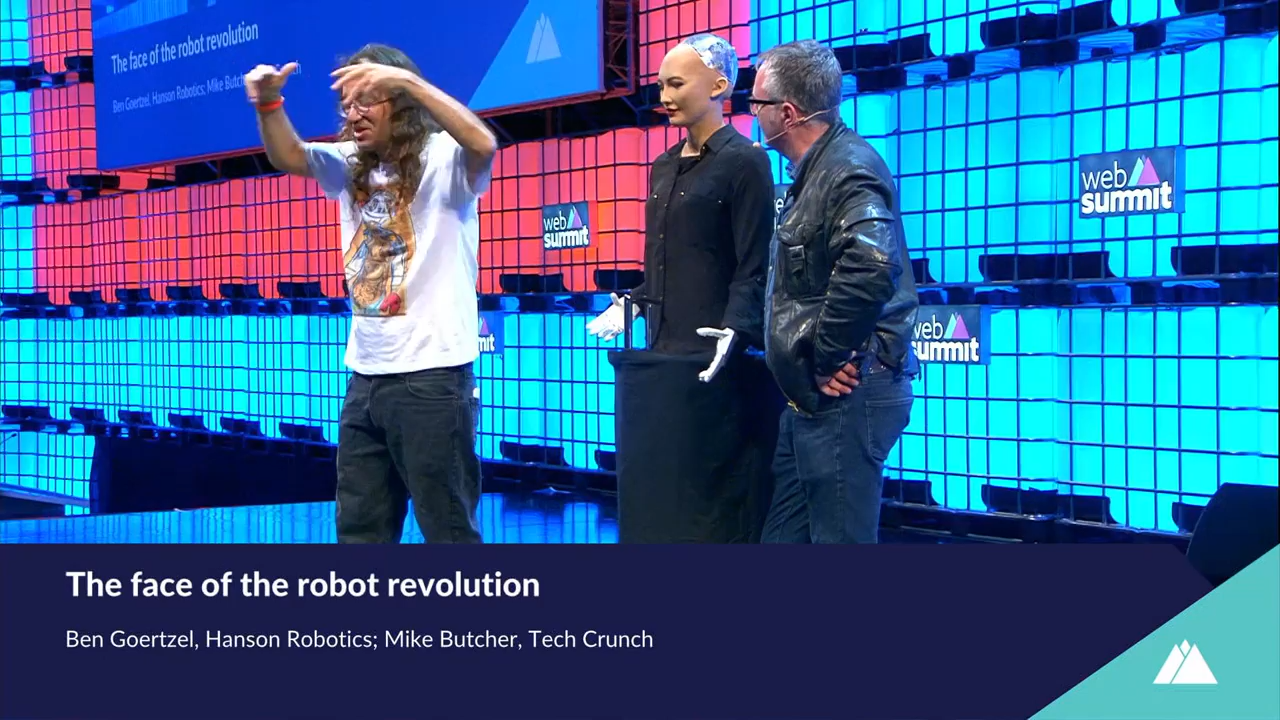 The face of the robot revolution
Ben Goertzel, Hanson Robotics; Mike Butc
web
summit
web
summit
web
summit
The face of the robot revolution
Ben Goertzel, Hanson Robotics; Mike Butcher, Tech Crunch